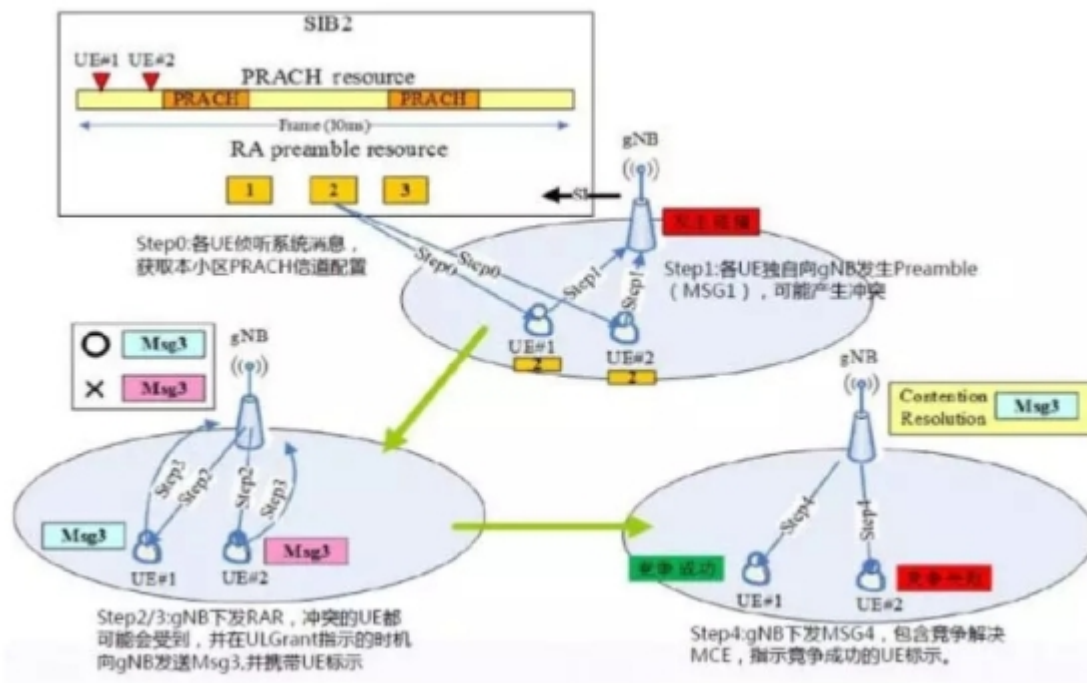 SIB2
UE#1
UE#2
PRACH resource
PRACH
PRACH
Frame (10ms)
RA preamble resource
1
2
3
gNB
SI
Step0:各UE侦听系统消息，
获取本小区PRACH信道配置
Step0
Step0
Step1
Step1
Step1:各UE独自向gNB发生Preamble
（MSG1），可能产生冲突
UE#1
2
UE#2
2
Msg3
Msg3
gNB
Step3
Step2
Step2
Step3
Msg3
UE#1
Msg3
UE#2
Step2/3:gNB下发RAR，冲突的UE都
可能会受到，并在ULGrant指示的时机
向gNB发送Msg3,并携带UE标示
gNB
Contention
Resolution
Msg3
Step4
Step4
竞争成功
UE#1
UE#2
竞争失败
Step4:gNB下发MSG4，包含竞争解决
MCE，指示竞争成功的UE标示。